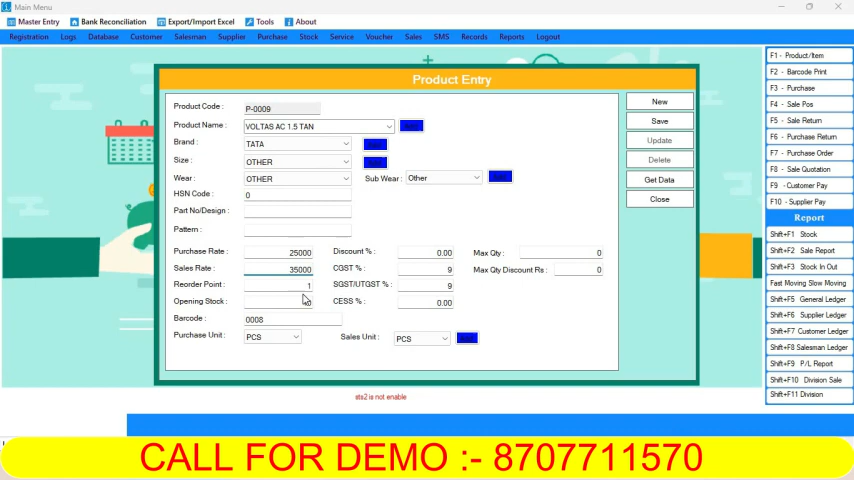 Main Menu
Master Entry Bank Reconciliation Export/Import Excel Tools About
Registration Logs Database Customer Salesman Supplier Purchase Stock Service Voucher Sales SMS Records Reports Logout
Product Entry
Product Code : P-0009
Product Name : VOLTAS AC 1.5 TAN
Brand : TATA
Size : OTHER
Wear : OTHER Sub Wear : Other
HSN Code : 0
Part No/Design :
Pattern :
Purchase Rate : 25000 Discount % : 0.00 Max Qty : 0
Sales Rate : 35000 CGST % : 9 Max Qty Discount Rs : 0
Reorder Point : 1 SGST/UTGST % : 9
Opening Stock : CESS % : 0.00
Barcode : 0008
Purchase Unit : PCS Sales Unit : PCS
New
Save
Update
Delete
Get Data
Close
F1 - Product/Item
F2 - Barcode Print
F3 - Purchase
F4 - Sale Pos
F5 - Sale Return
F6 - Purchase Return
F7 - Purchase Order
F8 - Sale Quotation
F9 - Customer Pay
F10 - Supplier Pay
Report
Shift+F1 Stock
Shift+F2 Sale Report
Shift+F3 Stock In Out
Fast Moving Slow Moving
Shift+F5 General Ledger
Shift+F6 Supplier Ledger
Shift+F7 Customer Ledger
Shift+F8 Salesman Ledger
Shift+F9 P/L Report
Shift+F10 Division Sale
Shift+F11 Division
sts2 is not enable
CALL FOR DEMO :- 8707711570